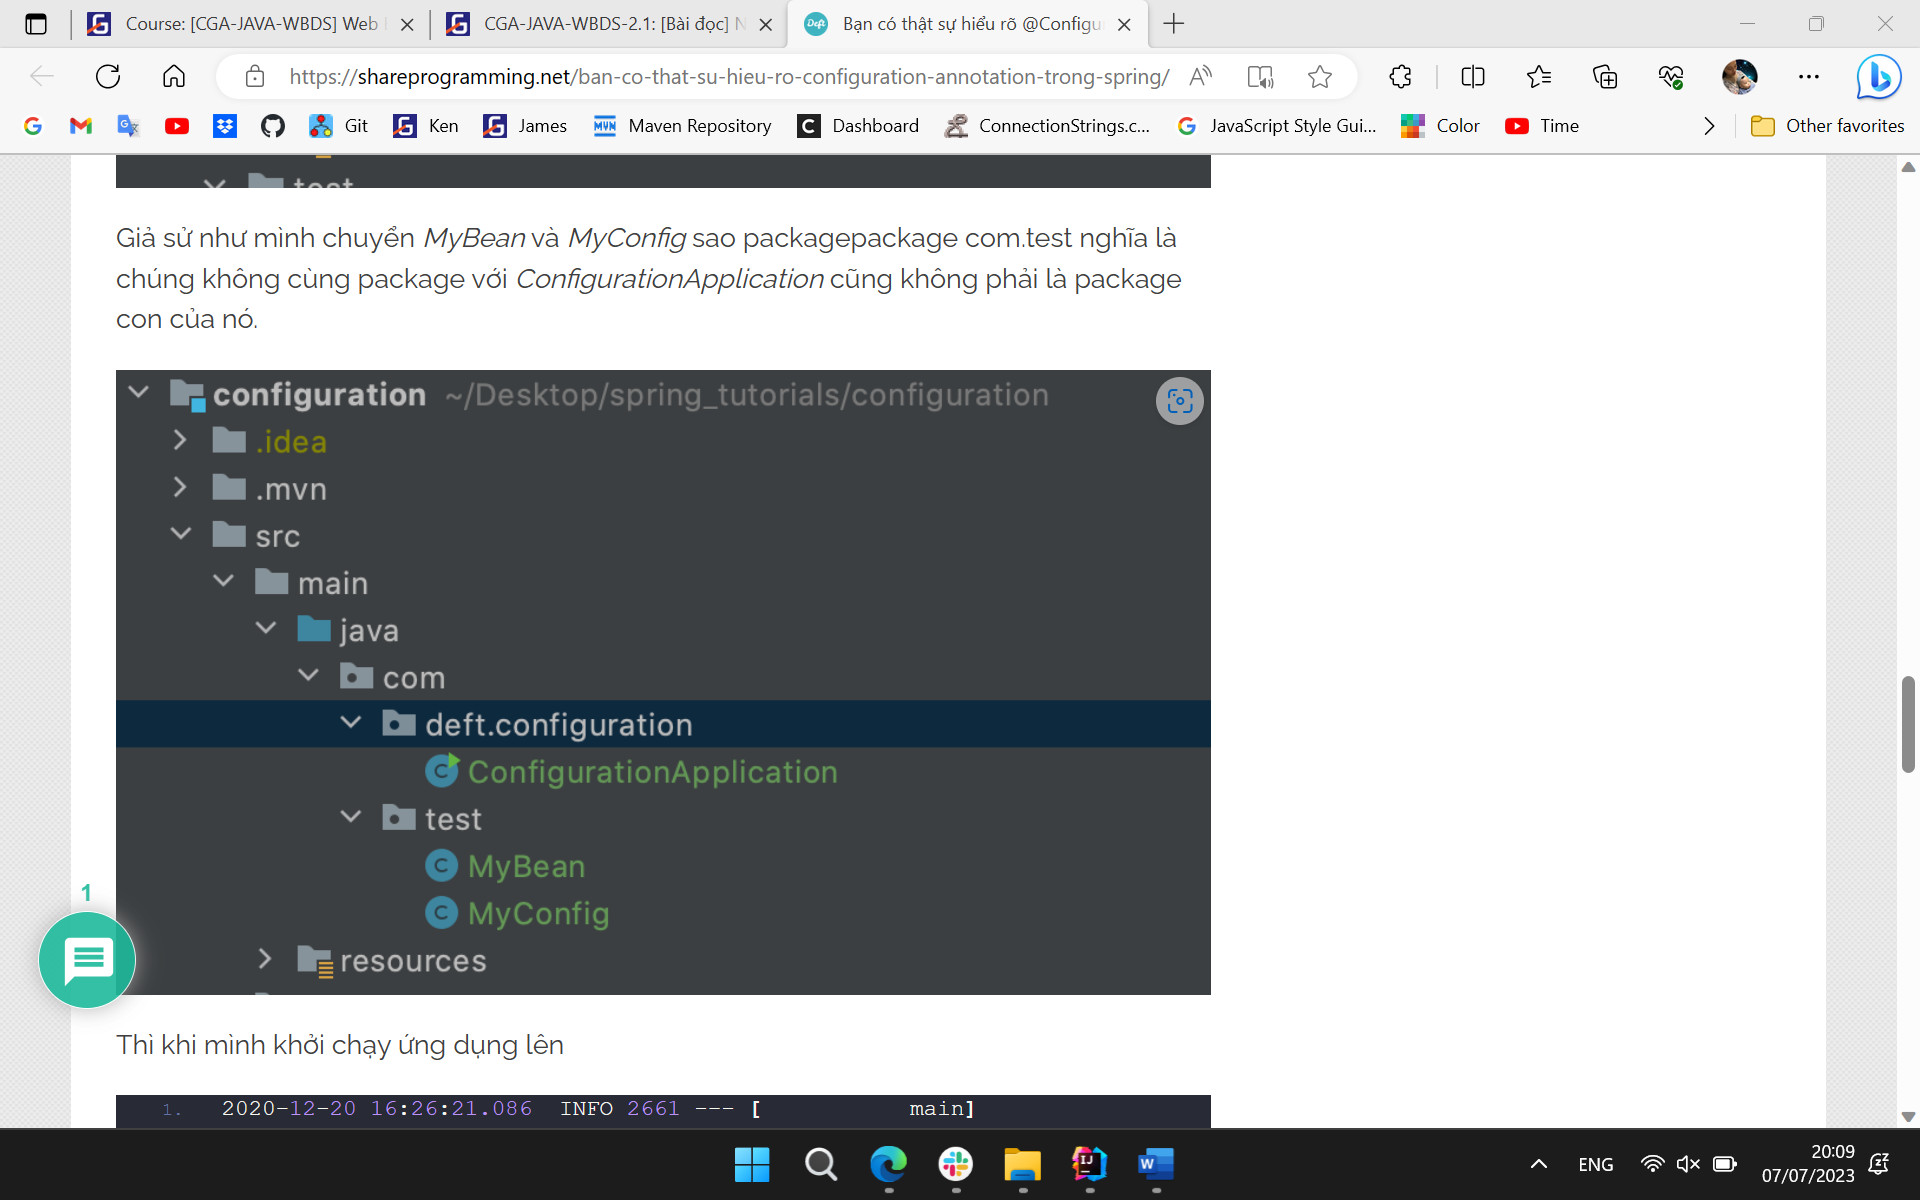 Course: [CGA-JAVA-WBDS] Web
CGA-JAVA-WBDS-2.1: [Bài đọc] N
Bạn có thật sự hiểu rõ @Configu
https://shareprogramming.net/ban-co-that-su-hieu-ro-configuration-annotation-trong-spring/
Git
Ken
James
Maven Repository
Dashboard
ConnectionStrings.c...
JavaScript Style Gui...
Color
Time
Other favorites
test
Giả sử như mình chuyển MyBean và MyConfig sao packagepackage com.test nghĩa là
chúng không cùng package với ConfigurationApplication cũng không phải là package
con của nó.
configuration ~/Desktop/spring_tutorials/configuration
.idea
.mvn
src
main
java
com
deft.configuration
ConfigurationApplication
test
MyBean
MyConfig
resources
1
Thì khi mình khởi chạy ứng dụng lên
1. 2020-12-20 16:26:21.086 INFO 2661 --- [ main]
ENG
20:09
07/07/2023